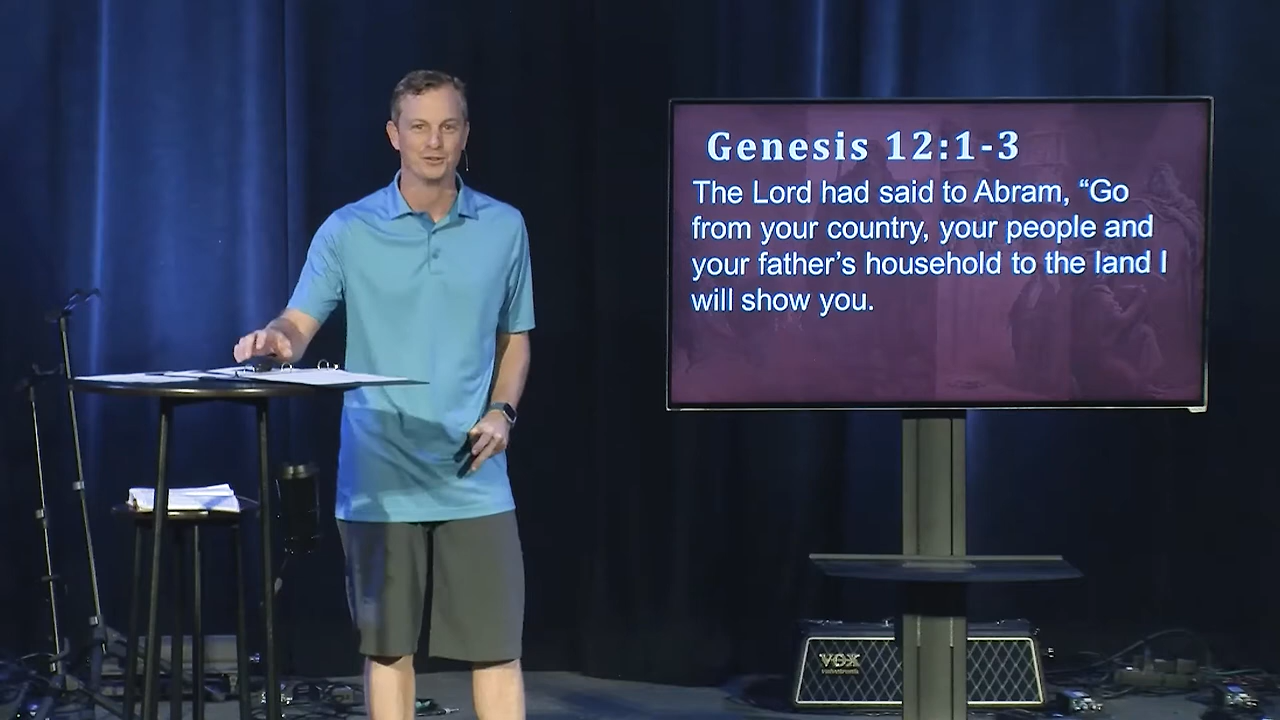 Genesis 12:1-3
The Lord had said to Abram, “Go
from your country, your people and
your father’s household to the land I
will show you.
VOX